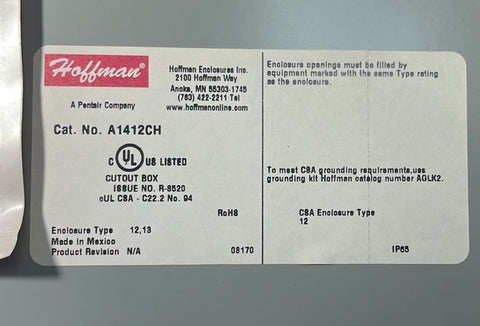 Hoffman®
A Pentair Company
Hoffman Enclosures Inc.
2100 Hoffman Way
Anoka, MN 55303-1745
(763) 422-2211 Tel
www.hoffmanonline.com
Cat. No. A1412CH
C UL US LISTED
CUTOUT BOX
ISSUE NO. R-8520
cUL CSA - C22.2 No. 94
RoHS
Enclosure Type 12,13
Made in Mexico
Product Revision N/A
08170
Enclosure openings must be filled by
equipment marked with the same Type rating
as the enclosure.
To meet CSA grounding requirements,use
grounding kit Hoffman catalog number AGLK2.
CSA Enclosure Type
12
IP65